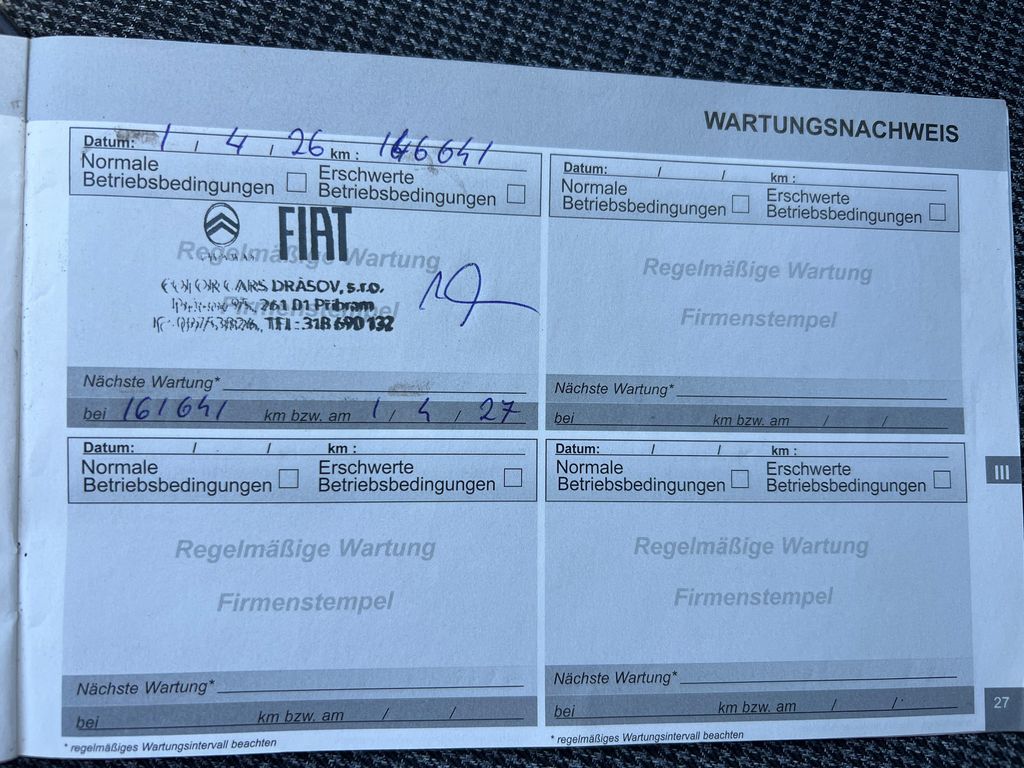 WARTUNGSNACHWEIS
Datum: 1 / 4 / 26 km : 146641
Normale Betriebsbedingungen
Erschwerte Betriebsbedingungen
FIAT
Regelmäßige Wartung
COLOR CARS DRÁSOV, s.r.o.
261 01 Příbram
Firmenstempel
TEL.: 318 690 132
Nächste Wartung*
bei 161641 km bzw. am 1 / 4 / 27
Datum: / / km :
Normale Betriebsbedingungen
Erschwerte Betriebsbedingungen
Regelmäßige Wartung
Firmenstempel
Nächste Wartung*
bei km bzw. am / /
Datum: / / km :
Normale Betriebsbedingungen
Erschwerte Betriebsbedingungen
Regelmäßige Wartung
Firmenstempel
Nächste Wartung*
bei km bzw. am / /
* regelmäßiges Wartungsintervall beachten
Datum: / / km :
Normale Betriebsbedingungen
Erschwerte Betriebsbedingungen
Regelmäßige Wartung
Firmenstempel
Nächste Wartung*
bei km bzw. am / /
* regelmäßiges Wartungsintervall beachten
III
27